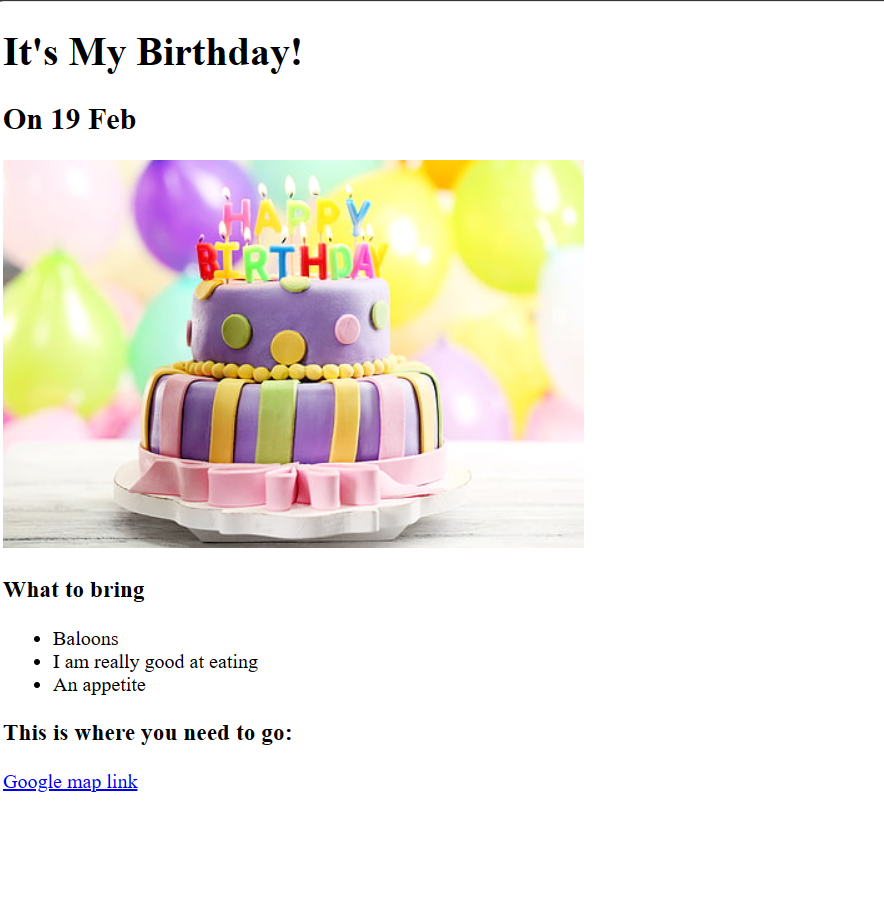 It's My Birthday!
On 19 Feb
HAPPY
BIRTHDAY
What to bring
Baloons
I am really good at eating
An appetite
This is where you need to go:
Google map link